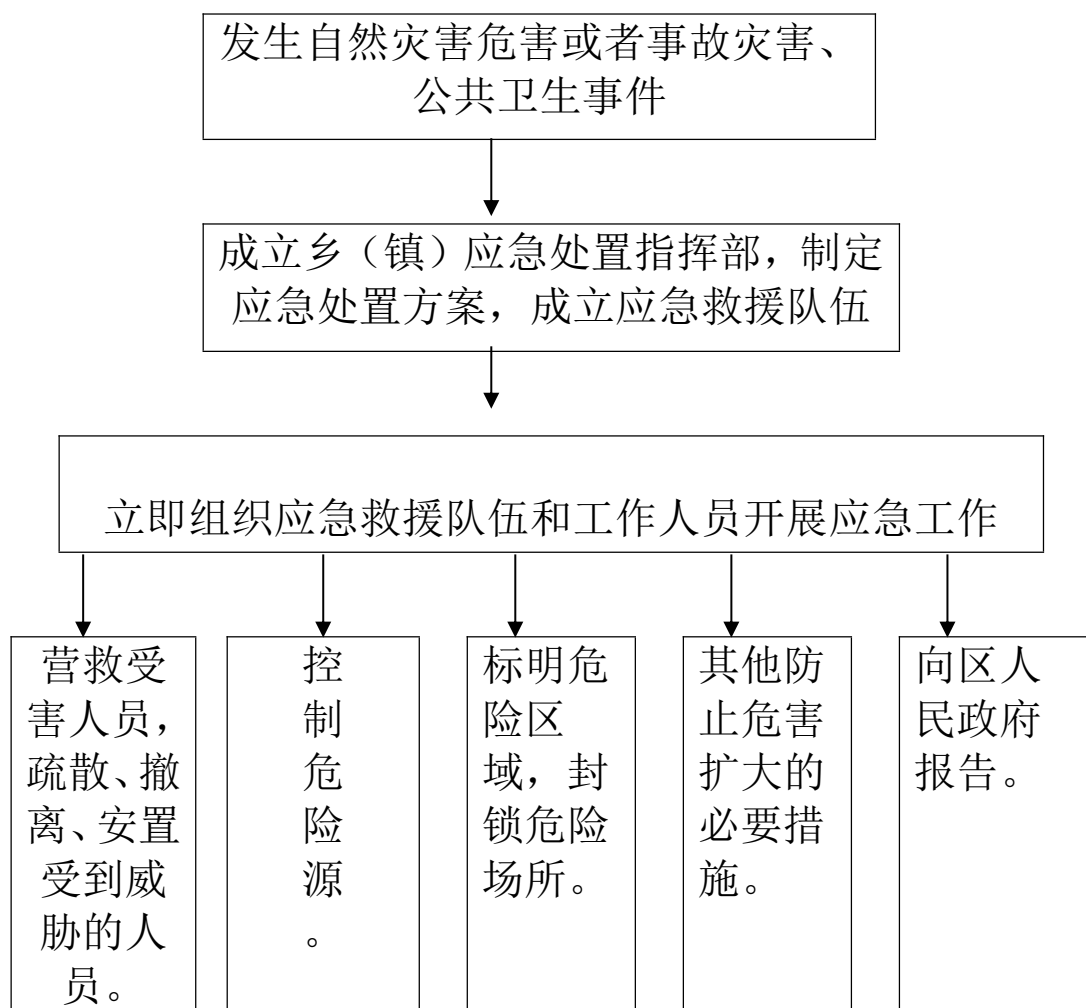 发生自然灾害危害或者事故灾害、
公共卫生事件
成立乡（镇）应急处置指挥部，制定
应急处置方案，成立应急救援队伍
立即组织应急救援队伍和工作人员开展应急工作
营救受
害人员，
疏散、撤
离、安置
受到威
胁的人
员。
控
制
危
险
源
。
标明危
险区
域，封
锁危险
场所。
其他防
止危害
扩大的
必要措
施。
向区人
民政府
报告。